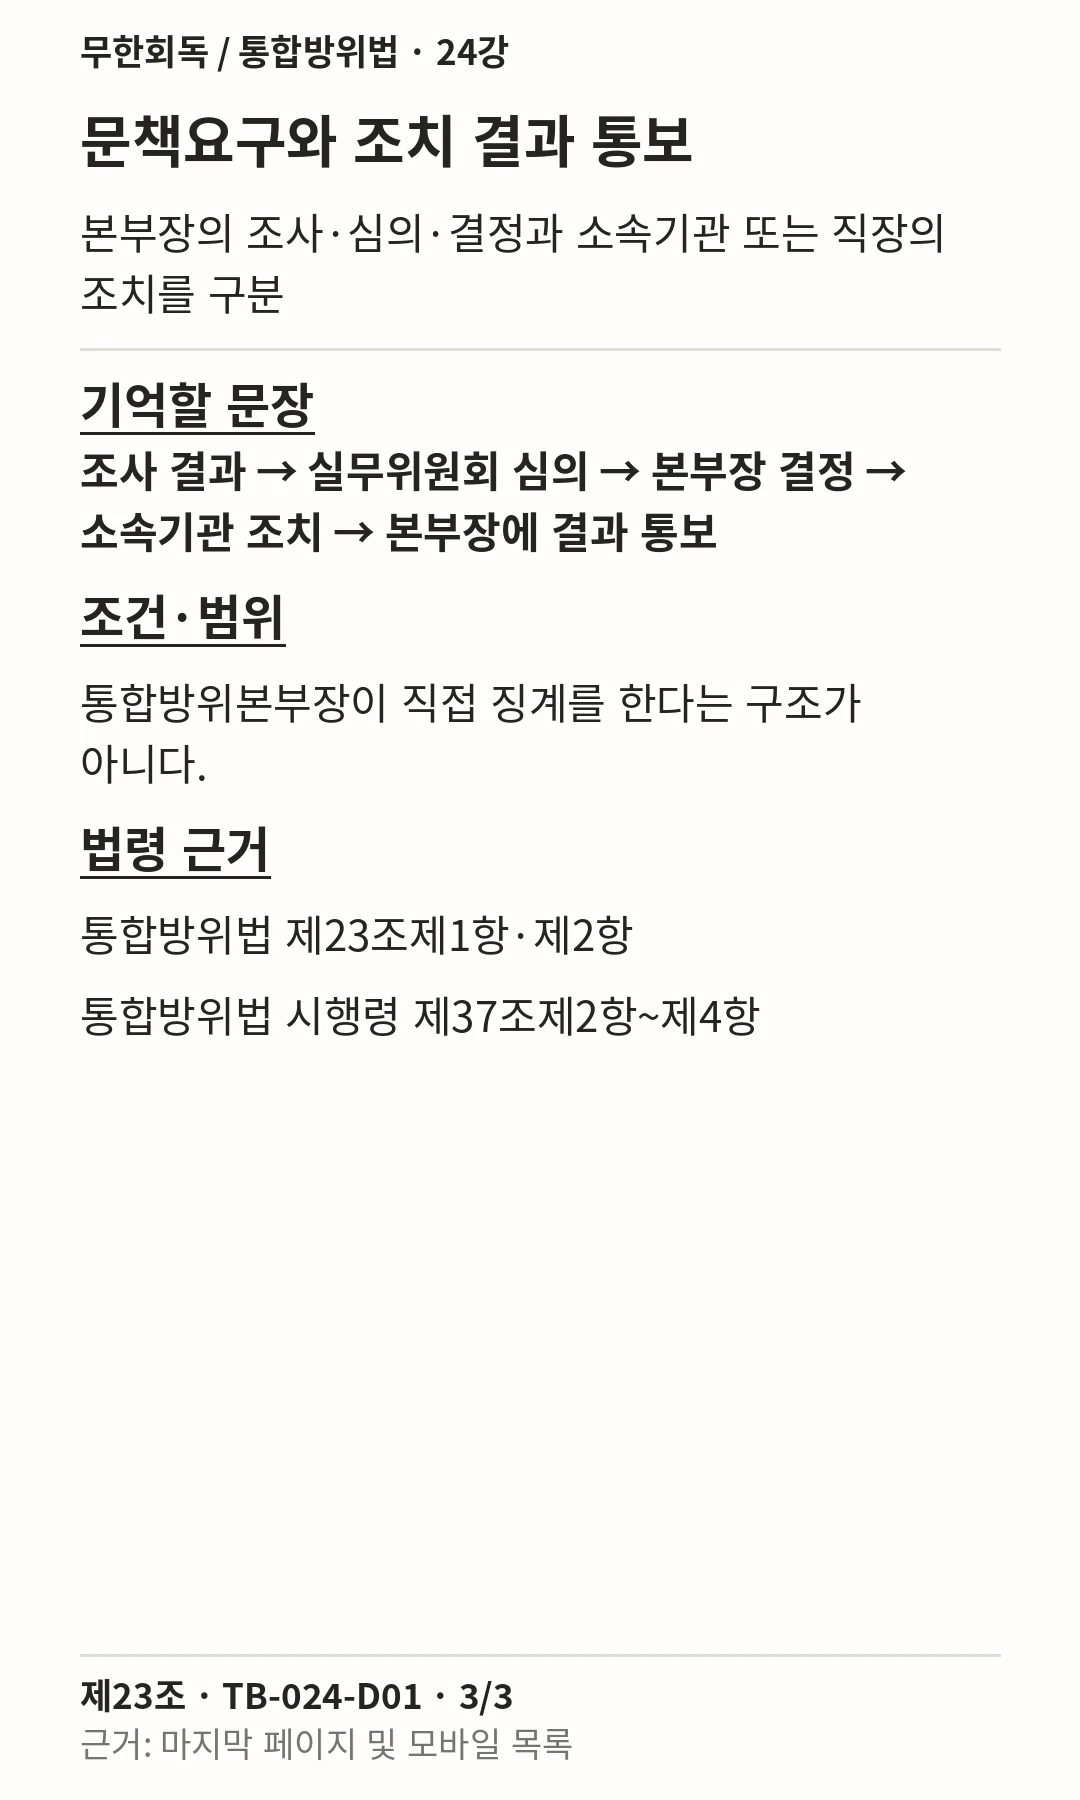 무한회독 / 통합방위법 · 24강
문책요구와 조치 결과 통보
본부장의 조사·심의·결정과 소속기관 또는 직장의
조치를 구분
기억할 문장
조사 결과 → 실무위원회 심의 → 본부장 결정 →
소속기관 조치 → 본부장에 결과 통보
조건·범위
통합방위본부장이 직접 징계를 한다는 구조가
아니다.
법령 근거
통합방위법 제23조제1항·제2항
통합방위법 시행령 제37조제2항~제4항
제23조 · TB-024-D01 · 3/3
근거: 마지막 페이지 및 모바일 목록